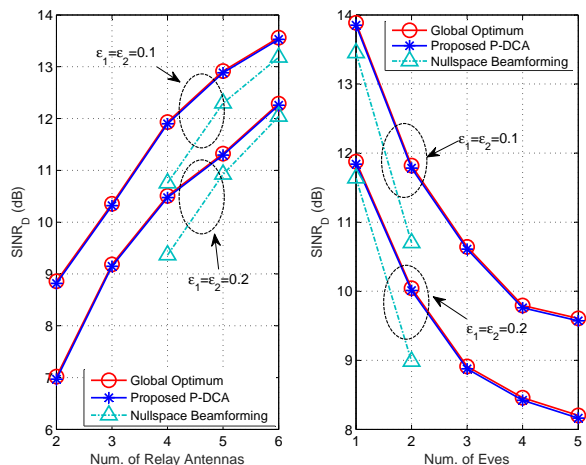 14
13
12
11
10
9
8
7
6
SINR_D (dB)
ε₁=ε₂=0.1
ε₁=ε₂=0.2
Global Optimum
Proposed P-DCA
Nullspace Beamforming
2 3 4 5 6
Num. of Relay Antennas
14
13
12
11
10
9
8
SINR_D (dB)
Global Optimum
Proposed P-DCA
Nullspace Beamforming
ε₁=ε₂=0.1
ε₁=ε₂=0.2
1 2 3 4 5
Num. of Eves